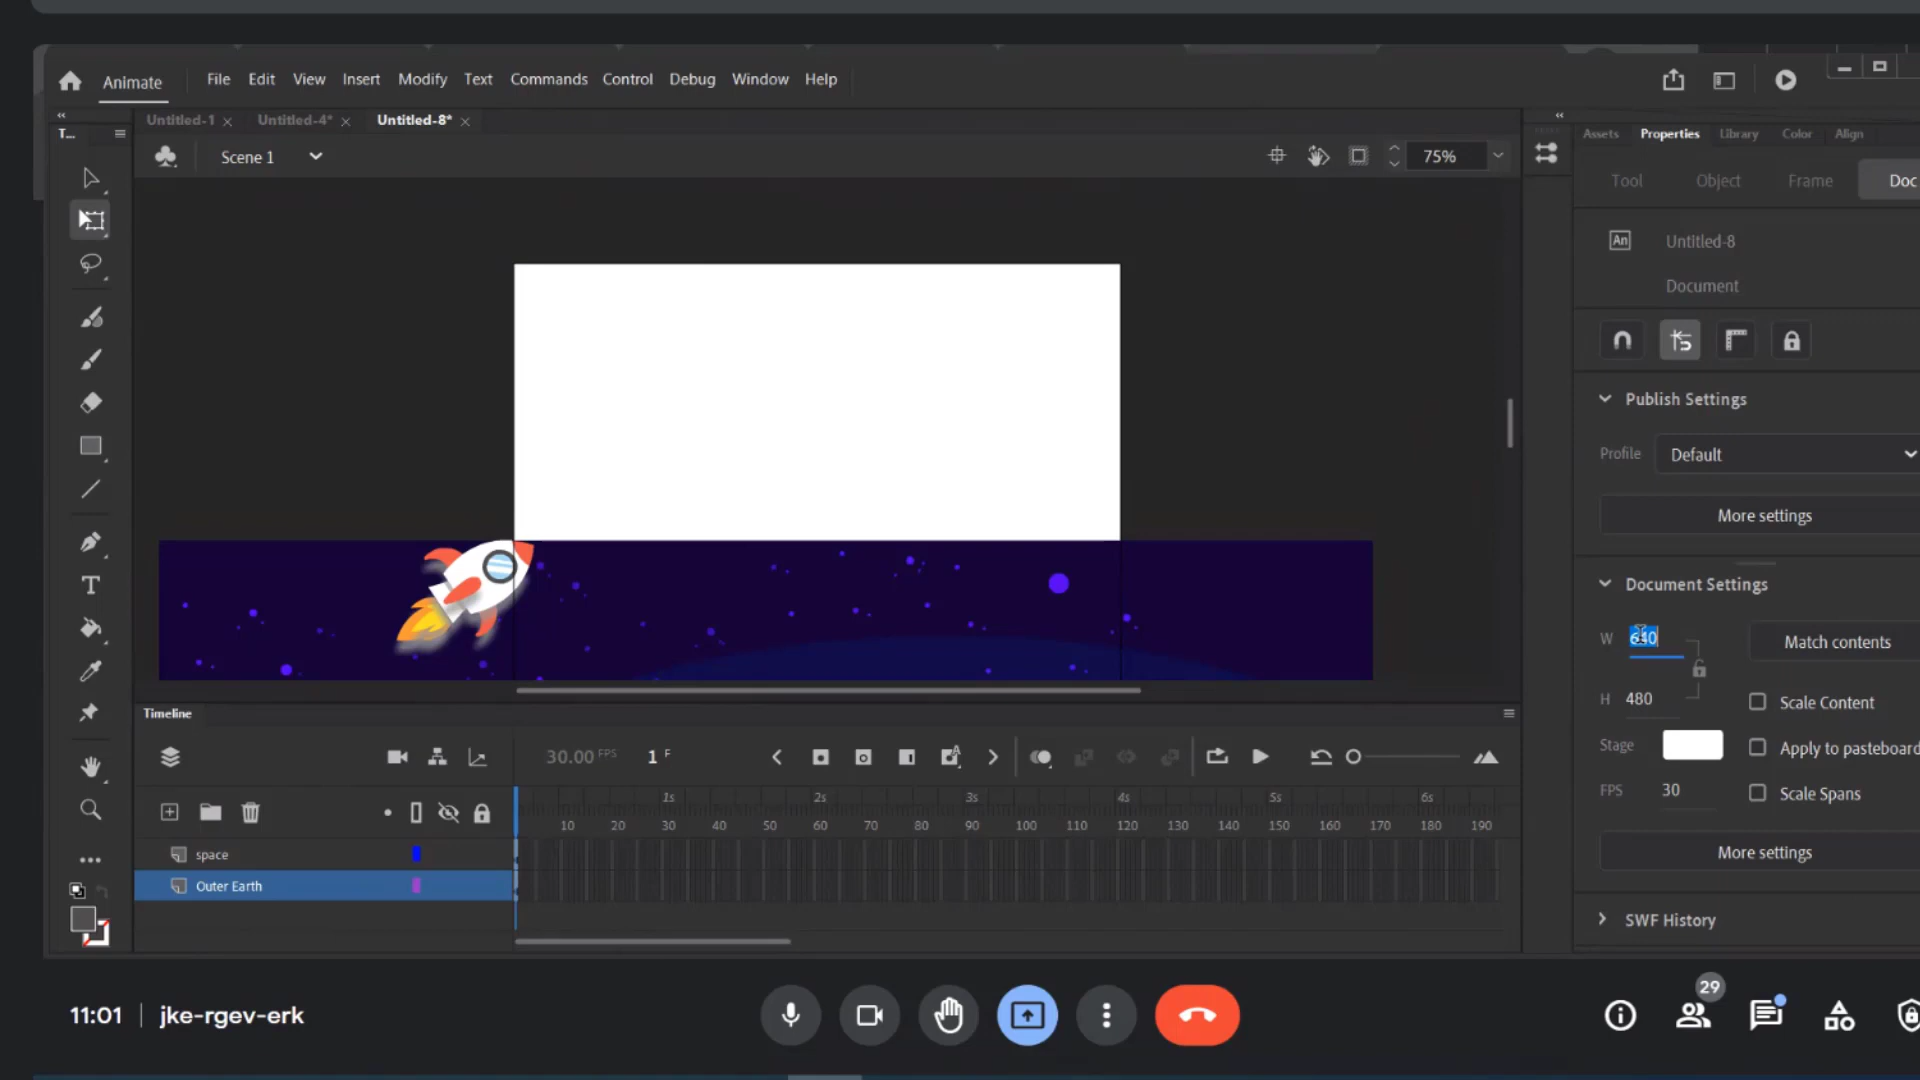 Animate File Edit View Insert Modify Text Commands Control Debug Window Help
Untitled-1 Untitled-4* Untitled-8*
T...
Scene 1
75%
Assets Properties Library Color Align
Tool Object Frame Doc
An Untitled-8
Document
Publish Settings
Profile Default
More settings
Document Settings
W 640 Match contents
H 480 Scale Content
Stage Apply to pasteboard
FPS 30 Scale Spans
More settings
SWF History
Timeline
30.00 FPS 1 F
1s 2s 3s 4s 5s 6s
10 20 30 40 50 60 70 80 90 100 110 120 130 140 150 160 170 180 190
space
Outer Earth
11:01 jke-rgev-erk
29